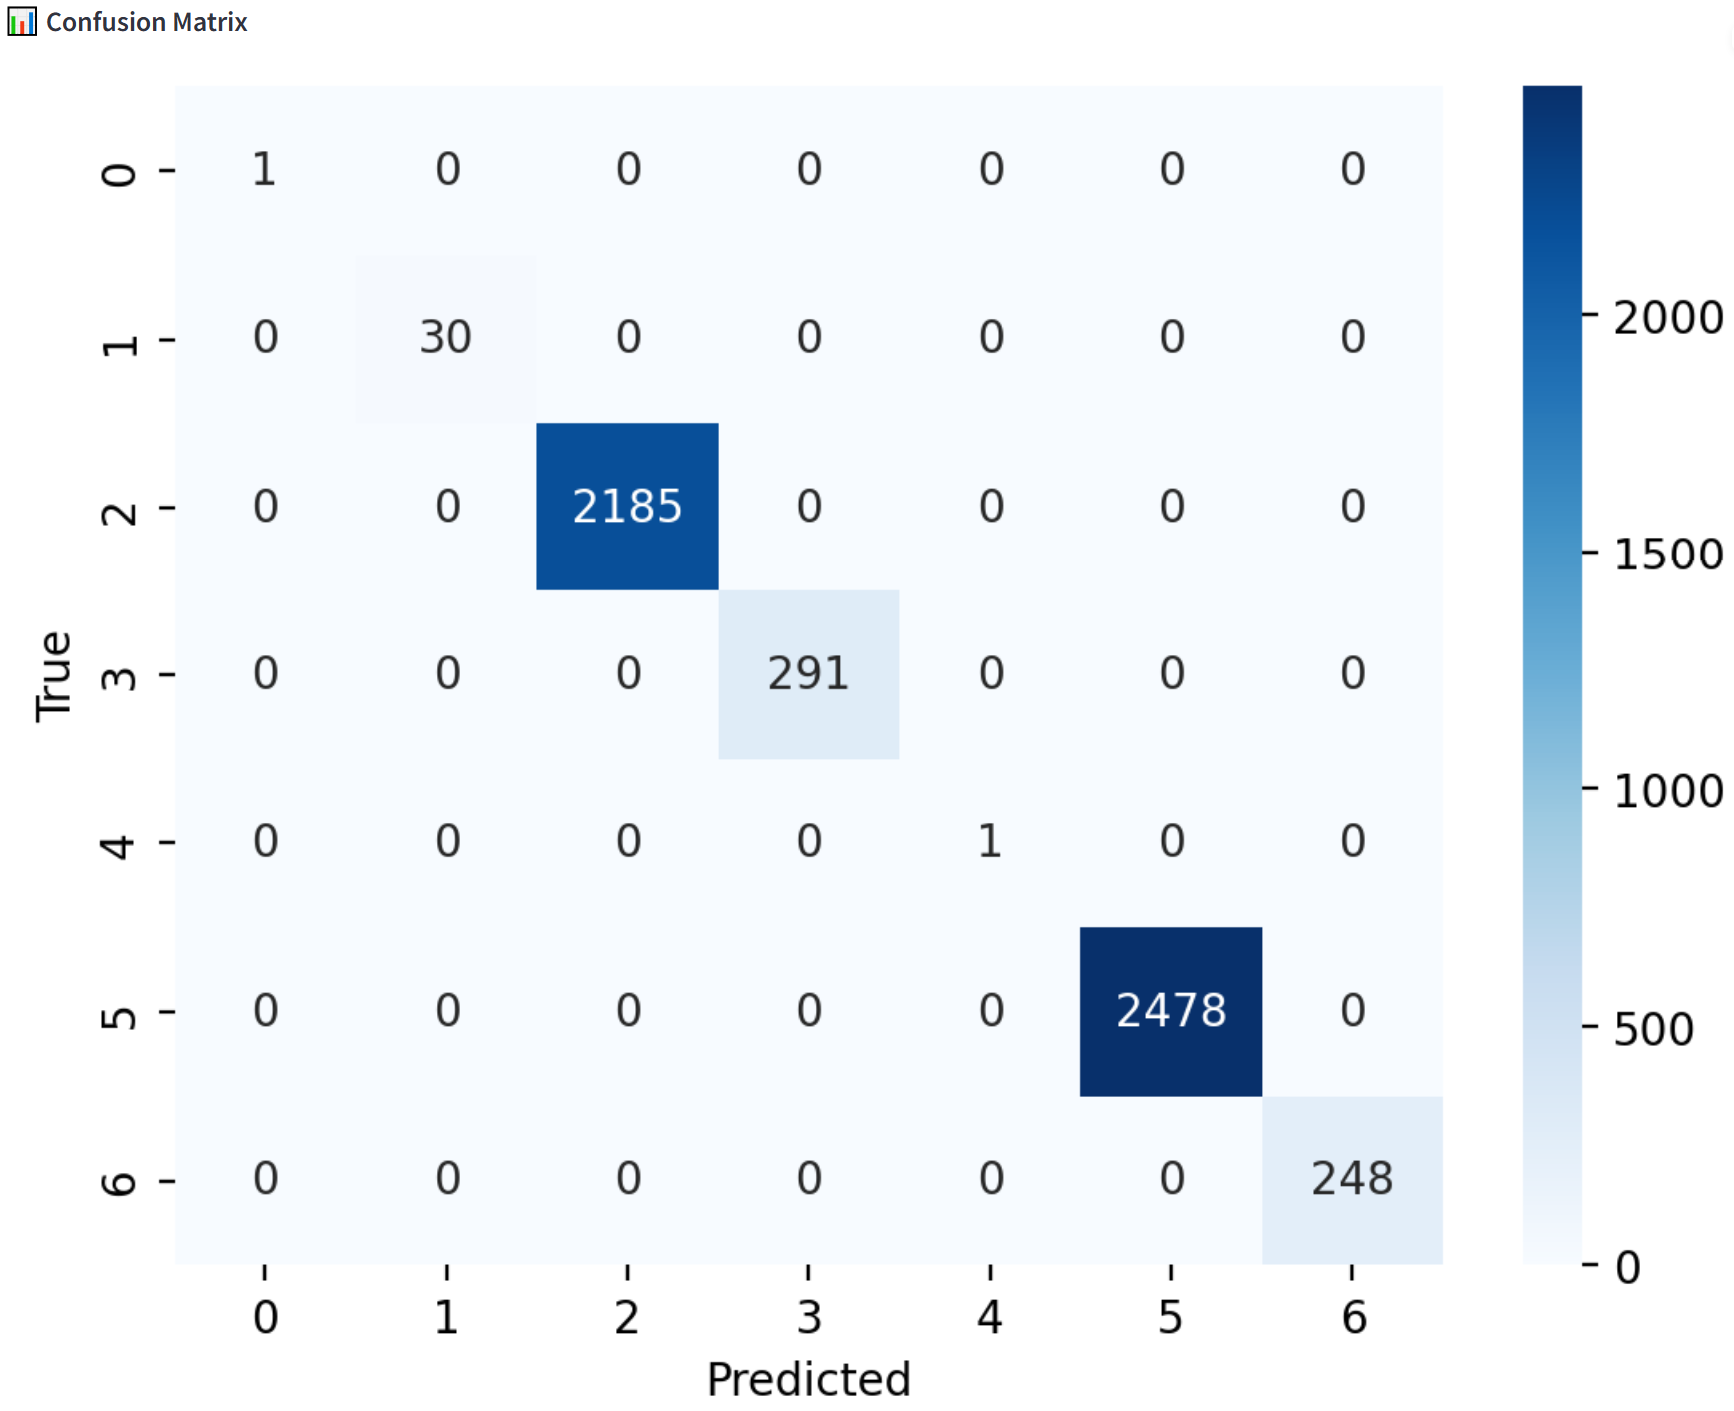 📊 Confusion Matrix
0 1 0 0 0 0 0 0
1 0 30 0 0 0 0 0 2000
2 0 0 2185 0 0 0 0 1500
True 3 0 0 0 291 0 0 0
1000
4 0 0 0 0 1 0 0
5 0 0 0 0 0 2478 0 500
6 0 0 0 0 0 0 248
0
0 1 2 3 4 5 6
Predicted